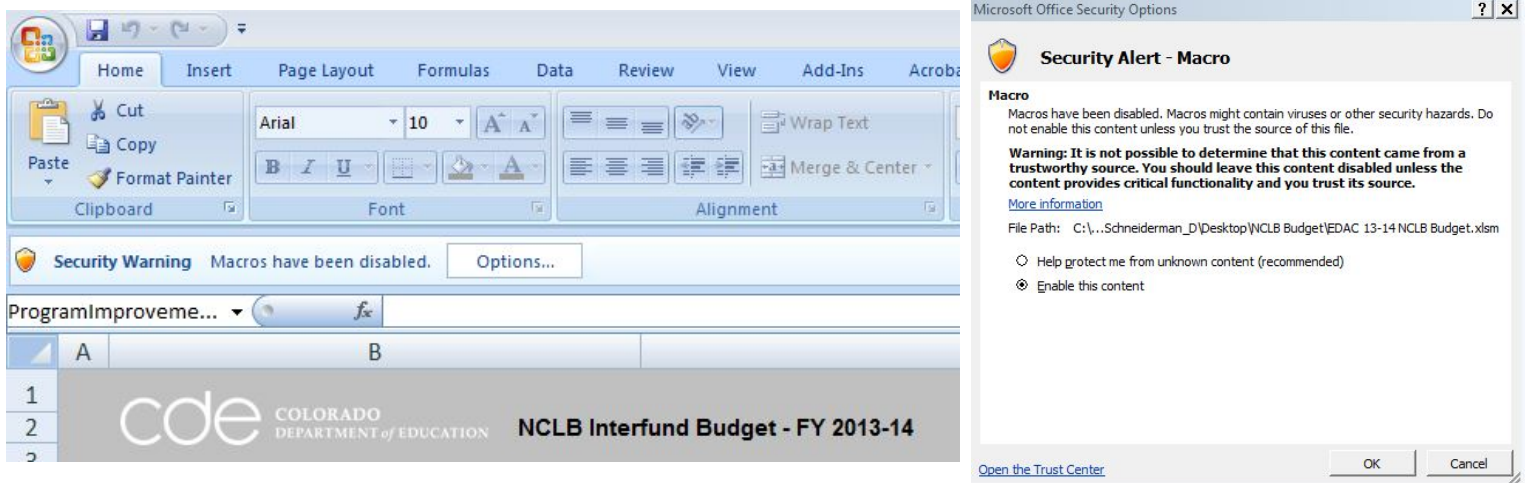 Home Insert Page Layout Formulas Data Review View Add-Ins Acroba
Paste
Cut
Copy
Format Painter
Clipboard
Arial 10 A A
B I U A
Font
Wrap Text
Merge & Center
Alignment
Security Warning Macros have been disabled. Options...
ProgramImproveme... fx
A B
1
2 cde COLORADO
DEPARTMENT of EDUCATION NCLB Interfund Budget - FY 2013-14
Microsoft Office Security Options ? X
Security Alert - Macro
Macro
Macros have been disabled. Macros might contain viruses or other security hazards. Do
not enable this content unless you trust the source of this file.
Warning: It is not possible to determine that this content came from a
trustworthy source. You should leave this content disabled unless the
content provides critical functionality and you trust its source.
More information
File Path: C:\...Schneiderman_D\Desktop\NCLB Budget\EDAC 13-14 NCLB Budget.xlsm
Help protect me from unknown content (recommended)
Enable this content
Open the Trust Center OK Cancel